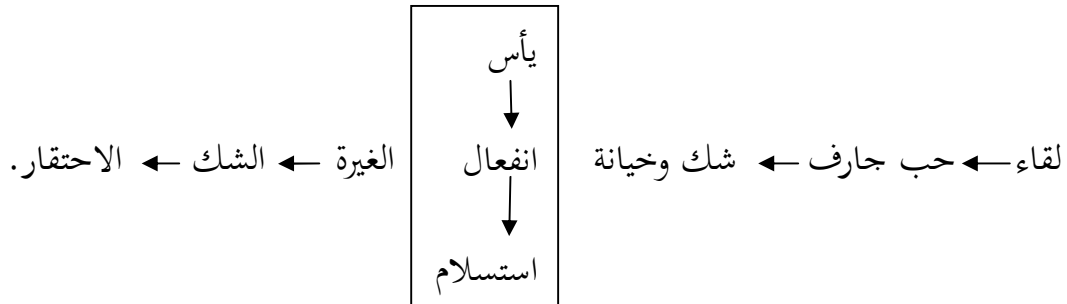 يأس
لقاء ← حب جارف ← شك وخيانة انفعال الغيرة ← الشك ← الاحتقار.
استسلام